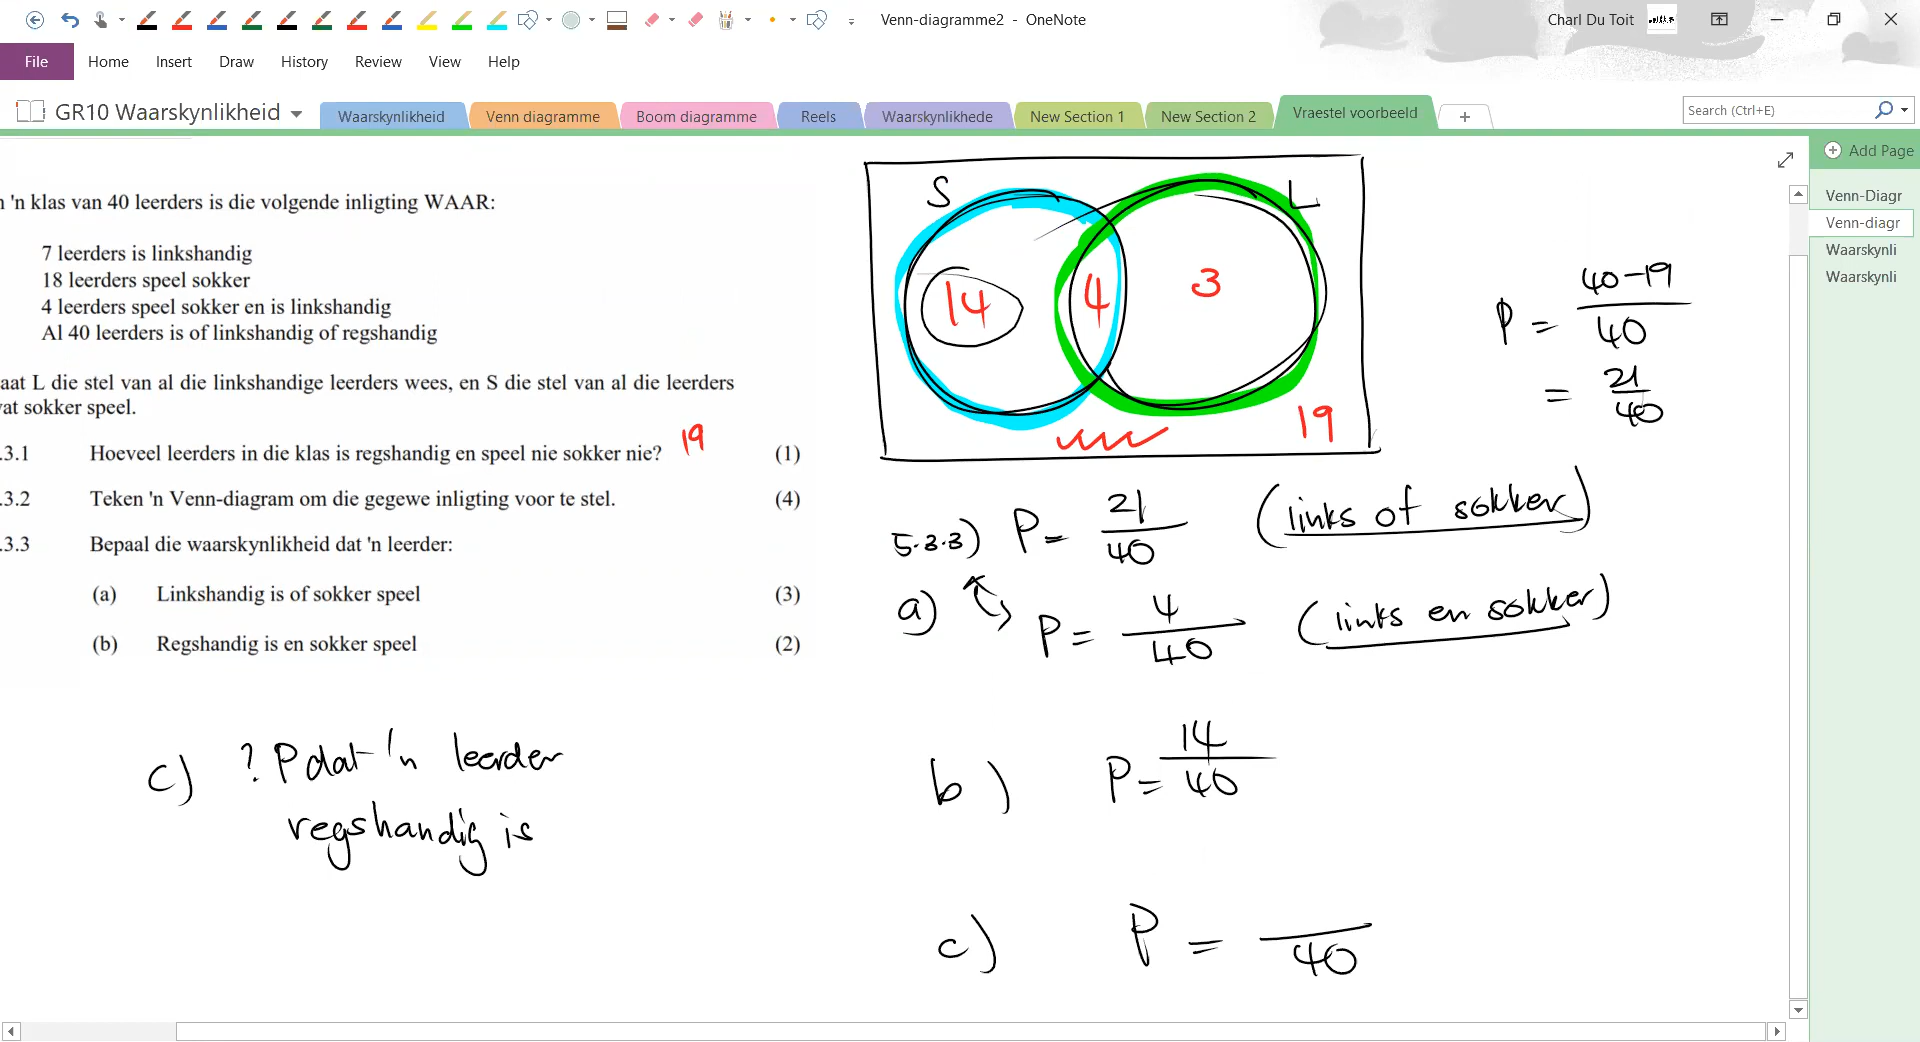 Venn-diagramme2 - OneNote
Charl Du Toit
File Home Insert Draw History Review View Help
GR10 Waarskynlikheid
Waarskynlikheid
Venn diagramme
Boom diagramme
Reels
Waarskynlikhede
New Section 1
New Section 2
Vraestel voorbeeld
+
Search (Ctrl+E)
Add Page
Venn-Diagr
Venn-diagr
Waarskynli
Waarskynli
'n klas van 40 leerders is die volgende inligting WAAR:
7 leerders is linkshandig
18 leerders speel sokker
4 leerders speel sokker en is linkshandig
Al 40 leerders is of linkshandig of regshandig
aat L die stel van al die linkshandige leerders wees, en S die stel van al die leerders
at sokker speel.
.3.1 Hoeveel leerders in die klas is regshandig en speel nie sokker nie? 19 (1)
.3.2 Teken 'n Venn-diagram om die gegewe inligting voor te stel. (4)
.3.3 Bepaal die waarskynlikheid dat 'n leerder:
(a) Linkshandig is of sokker speel (3)
(b) Regshandig is en sokker speel (2)
c) ? P dat 'n leerder
regshandig is
S L
14 4 3
19
P = 40-19/40
= 21/40
5.3.3) P = 21/40 (links of sokker)
a) P = 4/40 (links en sokker)
b) P = 14/40
c) P = /40